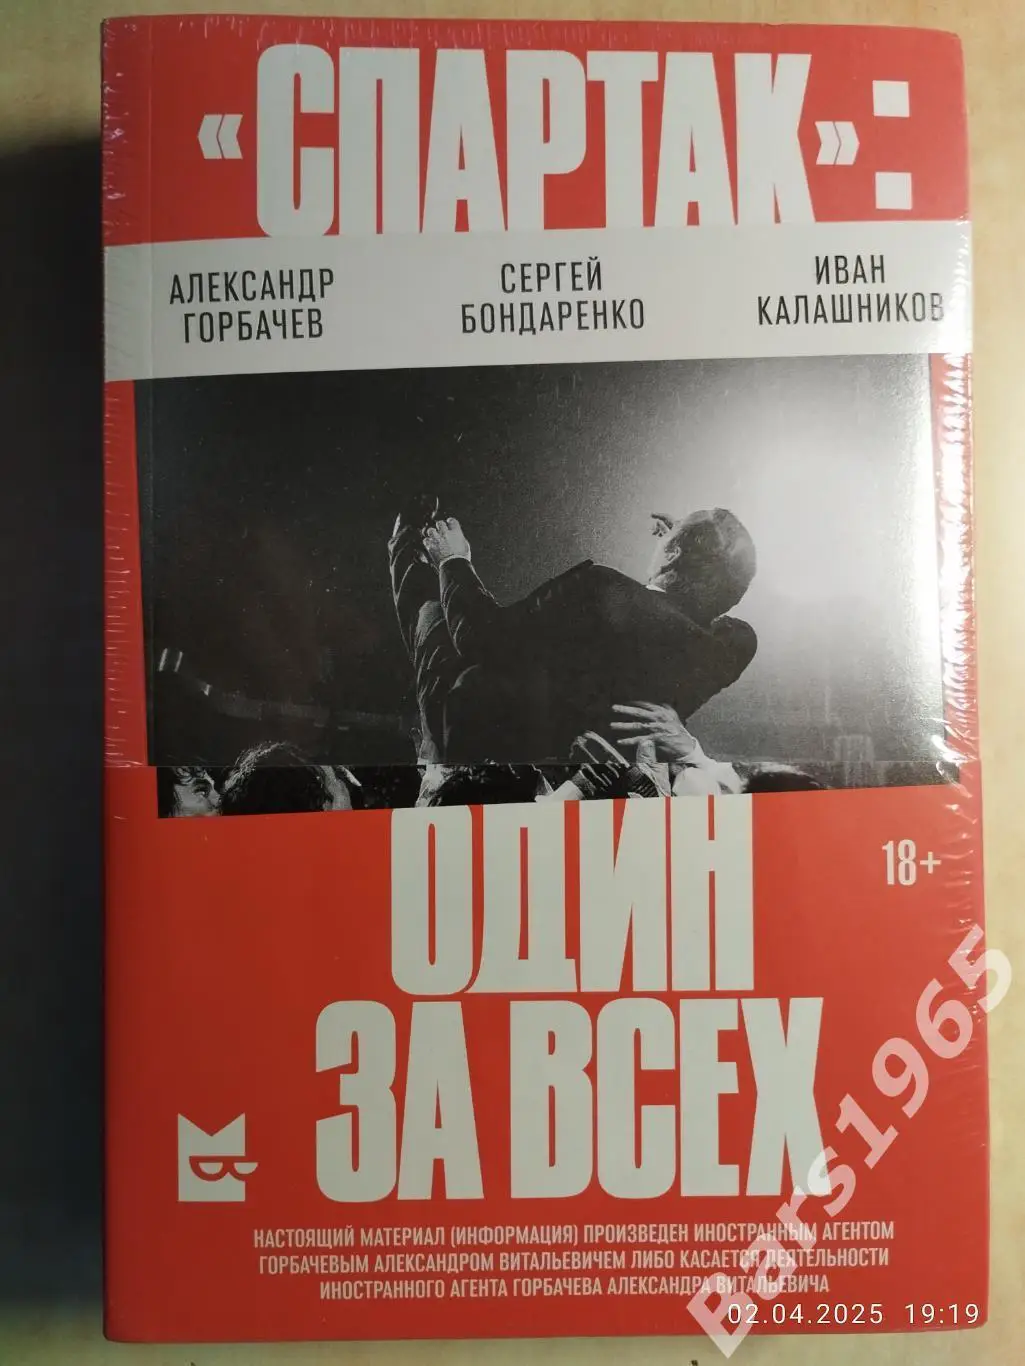 «СПАРТАК»:
АЛЕКСАНДР
ГОРБАЧЕВ
СЕРГЕЙ
БОНДАРЕНКО
ИВАН
КАЛАШНИКОВ
ОДИН
ЗА ВСЕХ
18+
НАСТОЯЩИЙ МАТЕРИАЛ (ИНФОРМАЦИЯ) ПРОИЗВЕДЕН ИНОСТРАННЫМ АГЕНТОМ
ГОРБАЧЕВЫМ АЛЕКСАНДРОМ ВИТАЛЬЕВИЧЕМ ЛИБО КАСАЕТСЯ ДЕЯТЕЛЬНОСТИ
ИНОСТРАННОГО АГЕНТА ГОРБАЧЕВА АЛЕКСАНДРА ВИТАЛЬЕВИЧА
Bars1965
02.04.2025 19:19